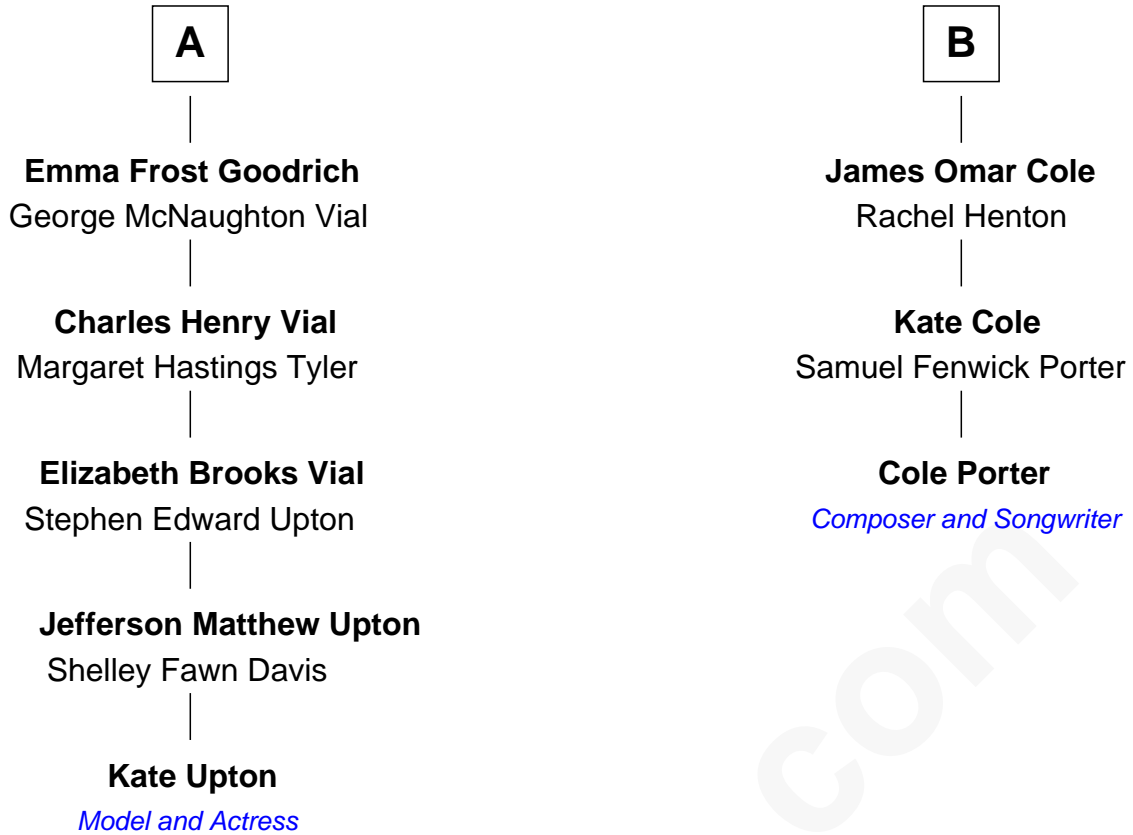 A
Emma Frost Goodrich
George McNaughton Vial
Charles Henry Vial
Margaret Hastings Tyler
Elizabeth Brooks Vial
Stephen Edward Upton
Jefferson Matthew Upton
Shelley Fawn Davis
Kate Upton
Model and Actress
B
James Omar Cole
Rachel Henton
Kate Cole
Samuel Fenwick Porter
Cole Porter
Composer and Songwriter
com